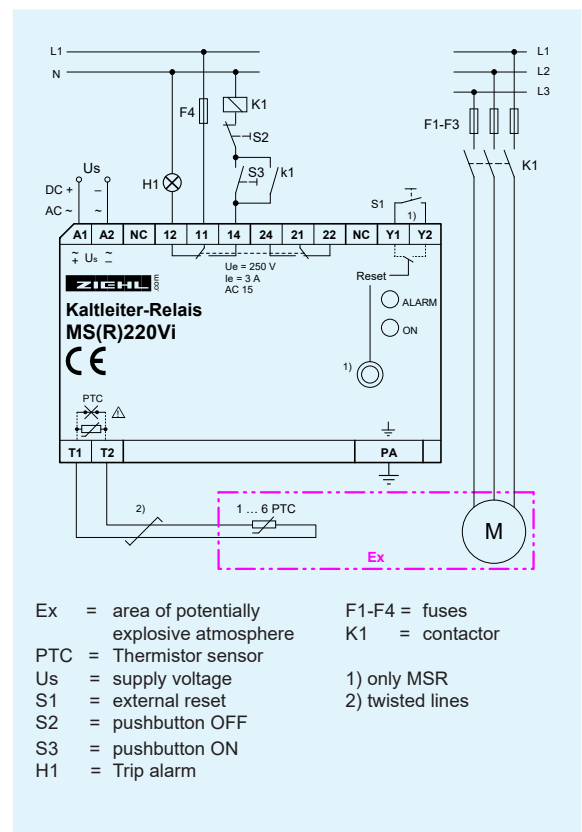 L1
N
L1
L2
L3
F4
K1
S2
S3
k1
H1
F1-F3
K1
Us
DC + –
AC ~ ~
S1
1)
A1 A2 NC 12 11 14 24 21 22 NC Y1 Y2
~ + Us ~ –
ZIEHL
Ue = 250 V
Ie = 3 A
AC 15
Reset
ALARM
ON
Kaltleiter-Relais
MS(R)220Vi
CE
1)
PTC
T1 T2 PA
2)
1 … 6 PTC
M
Ex
Ex = area of potentially
explosive atmosphere
PTC = Thermistor sensor
Us = supply voltage
S1 = external reset
S2 = pushbutton OFF
S3 = pushbutton ON
H1 = Trip alarm
F1-F4 = fuses
K1 = contactor
1) only MSR
2) twisted lines